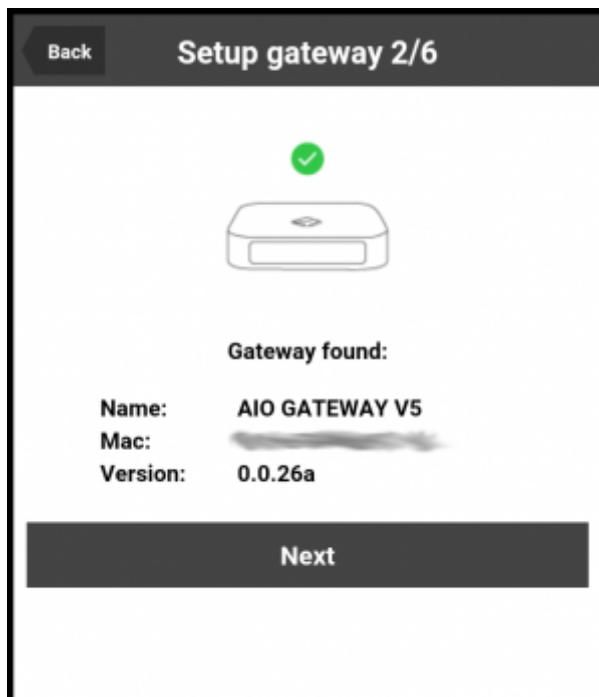 Back
Setup gateway 2/6
Gateway found:
Name: AIO GATEWAY V5
Mac:
Version: 0.0.26a
Next